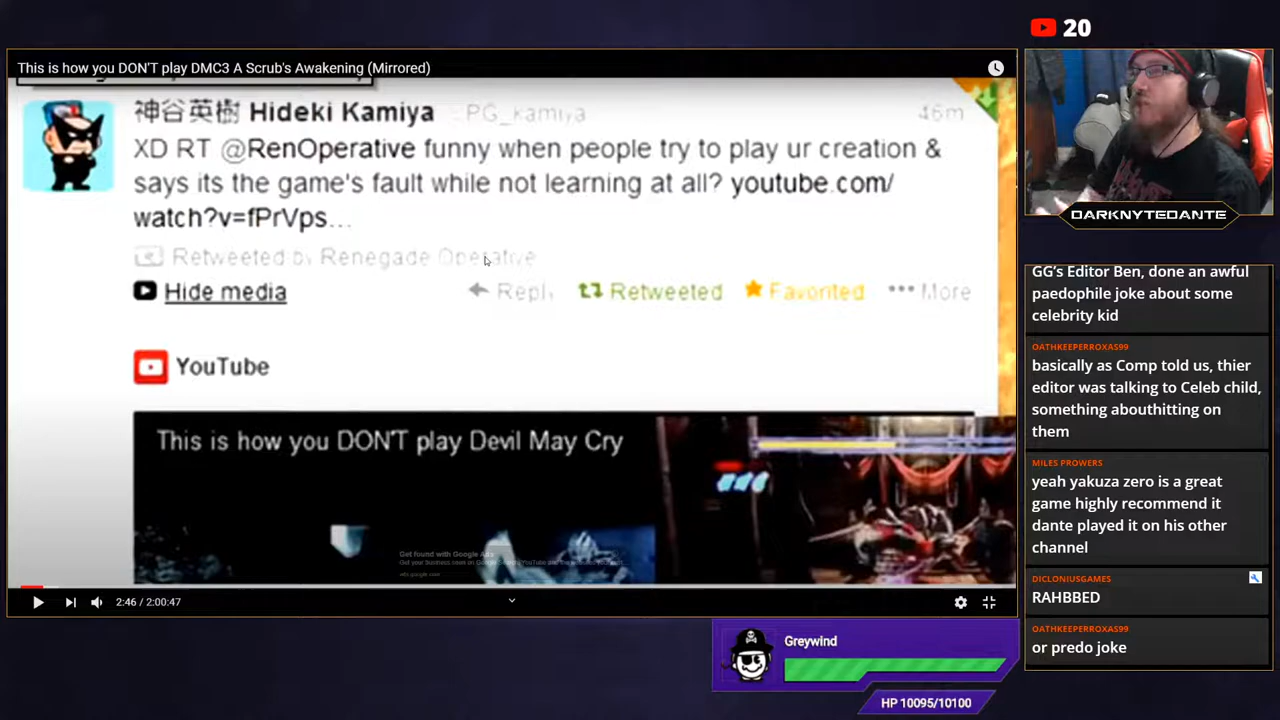 This is how you DON'T play DMC3 A Scrub's Awakening (Mirrored)
神谷英樹 Hideki Kamiya PG_kamiya 46m
XD RT @RenOperative funny when people try to play ur creation &
says its the game's fault while not learning at all? youtube.com/
watch?v=fPrVps...
Retweeted by Renegade Operative
Hide media
Reply
Retweeted
Favorited
More
YouTube
This is how you DON'T play Devil May Cry
Get found with Google Ads
2:46 / 2:00:47
20
DARKNYTEDANTE
GG's Editor Ben, done an awful
paedophile joke about some
celebrity kid
OATHKEEPERROXAS99
basically as Comp told us, thier
editor was talking to Celeb child,
something abouthitting on
them
MILES PROWERS
yeah yakuza zero is a great
game highly recommend it
dante played it on his other
channel
DICLONIUSGAMES
RAHBBED
OATHKEEPERROXAS99
or predo joke
Greywind
HP 10095/10100